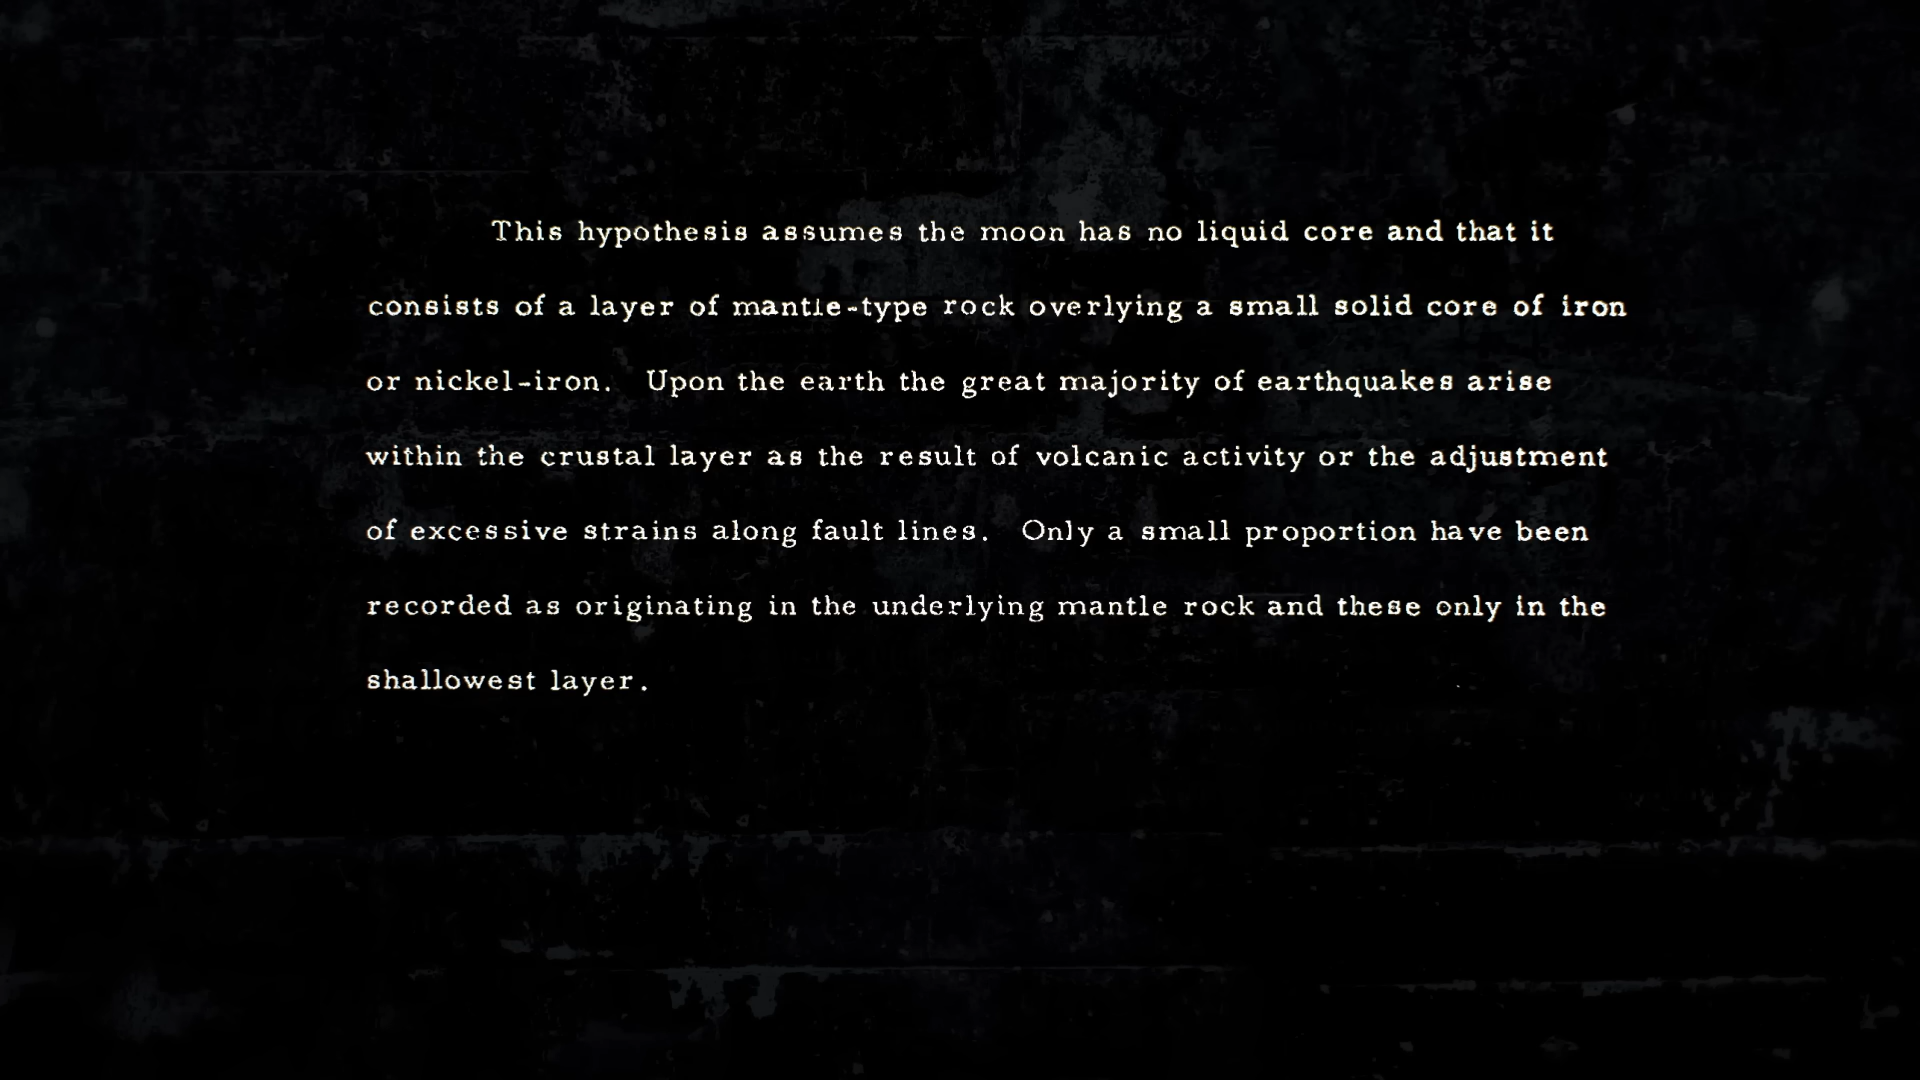 This hypothesis assumes the moon has no liquid core and that it
consists of a layer of mantle-type rock overlying a small solid core of iron
or nickel-iron.  Upon the earth the great majority of earthquakes arise
within the crustal layer as the result of volcanic activity or the adjustment
of excessive strains along fault lines.  Only a small proportion have been
recorded as originating in the underlying mantle rock and these only in the
shallowest layer.